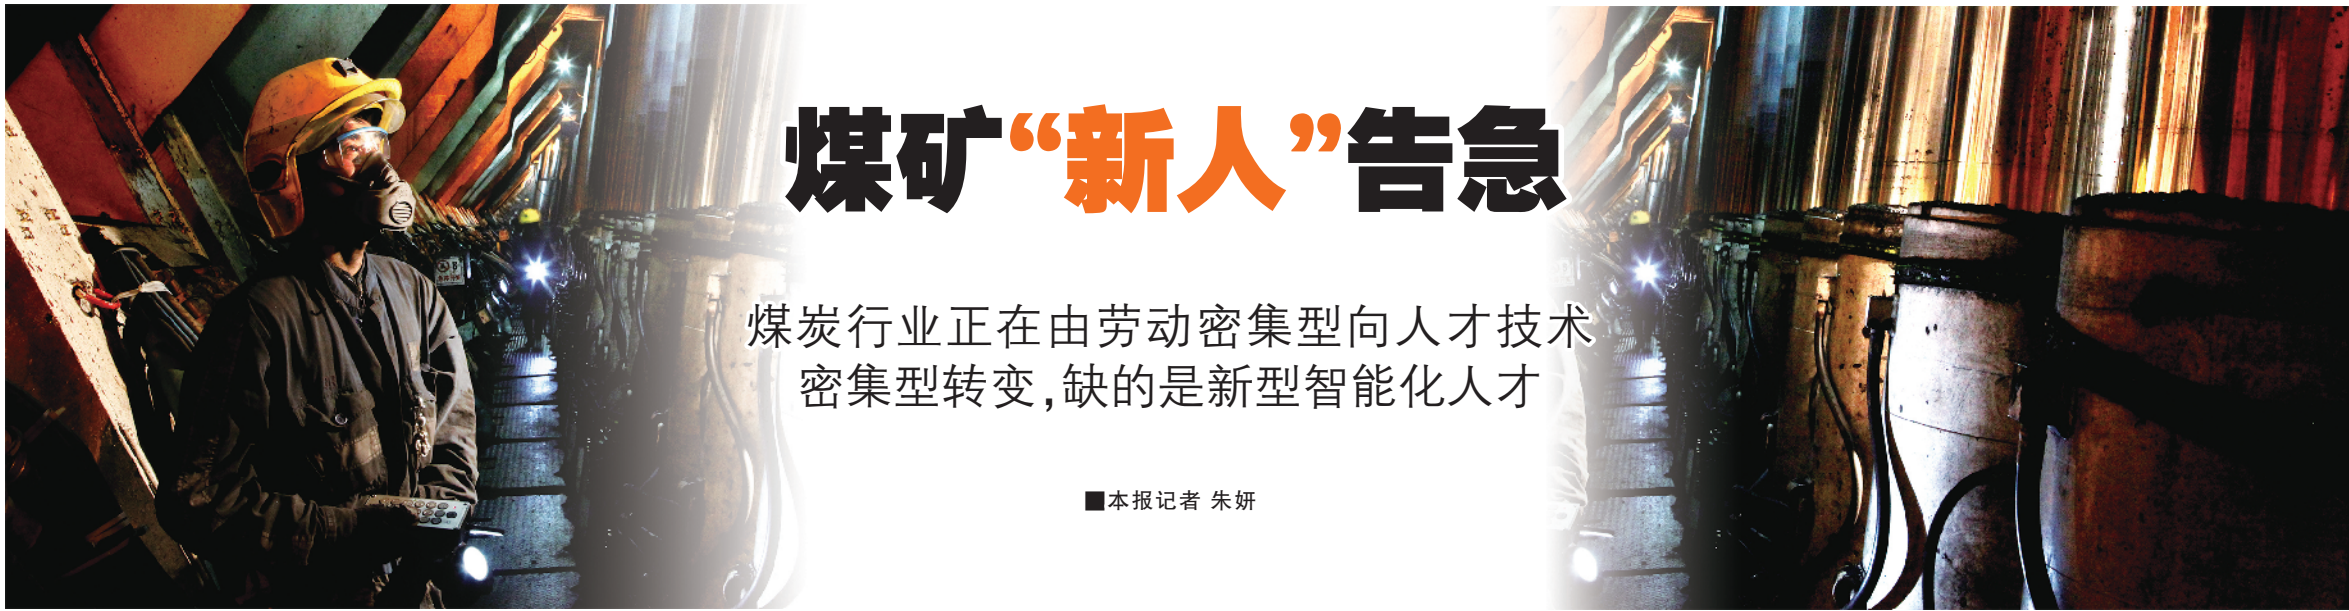 煤矿“新人”告急
煤炭行业正在由劳动密集型向人才技术
密集型转变,缺的是新型智能化人才
■本报记者 朱妍